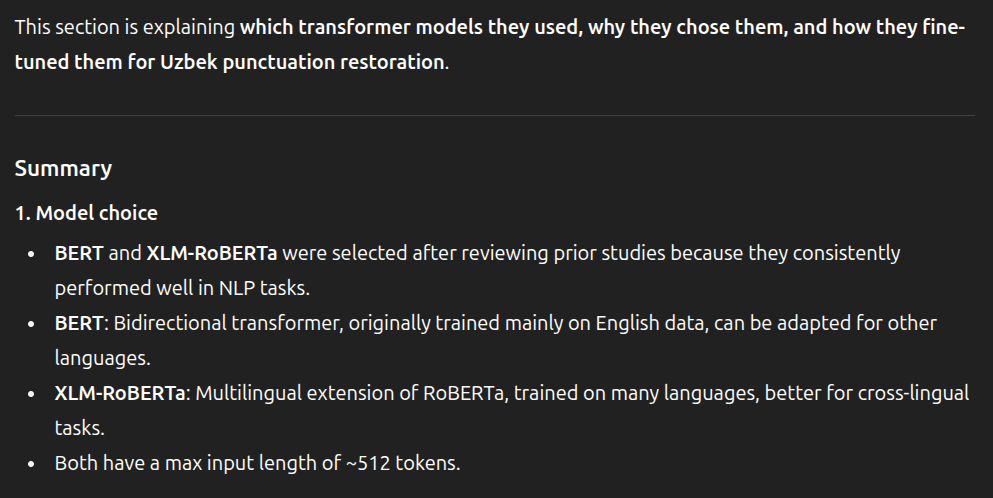 This section is explaining which transformer models they used, why they chose them, and how they fine-
tuned them for Uzbek punctuation restoration.
Summary
1. Model choice
• BERT and XLM-RoBERTa were selected after reviewing prior studies because they consistently
performed well in NLP tasks.
• BERT: Bidirectional transformer, originally trained mainly on English data, can be adapted for other
languages.
• XLM-RoBERTa: Multilingual extension of RoBERTa, trained on many languages, better for cross-lingual
tasks.
• Both have a max input length of ~512 tokens.